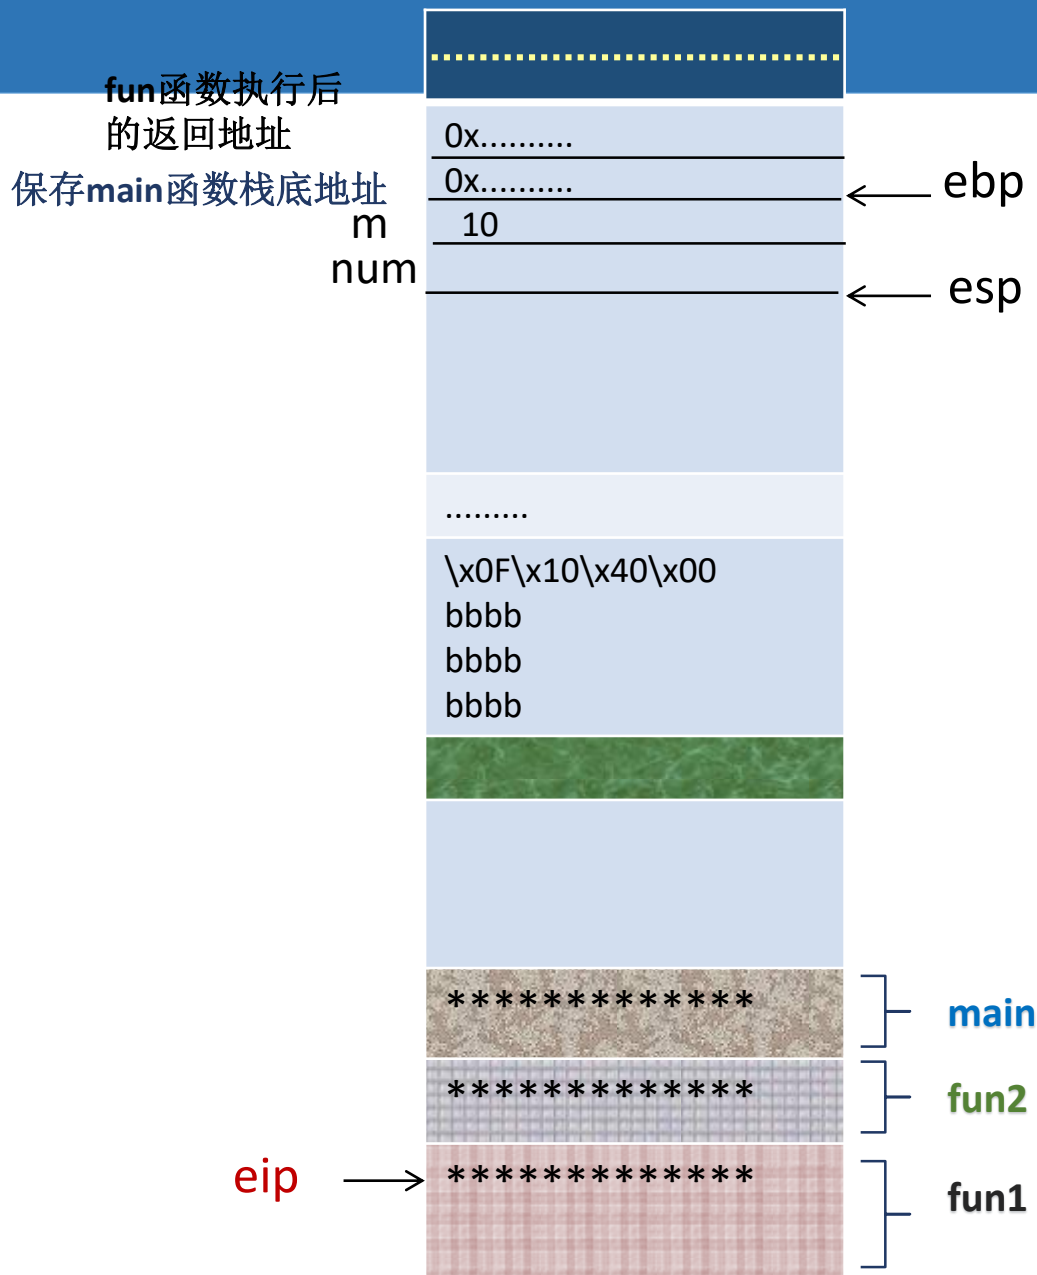 fun函数执行后
的返回地址
0x..........
保存main函数栈底地址
0x..........
ebp
m
10
num
esp
.........
\x0F\x10\x40\x00
bbbb
bbbb
bbbb
*************
main
*************
fun2
eip
*************
fun1